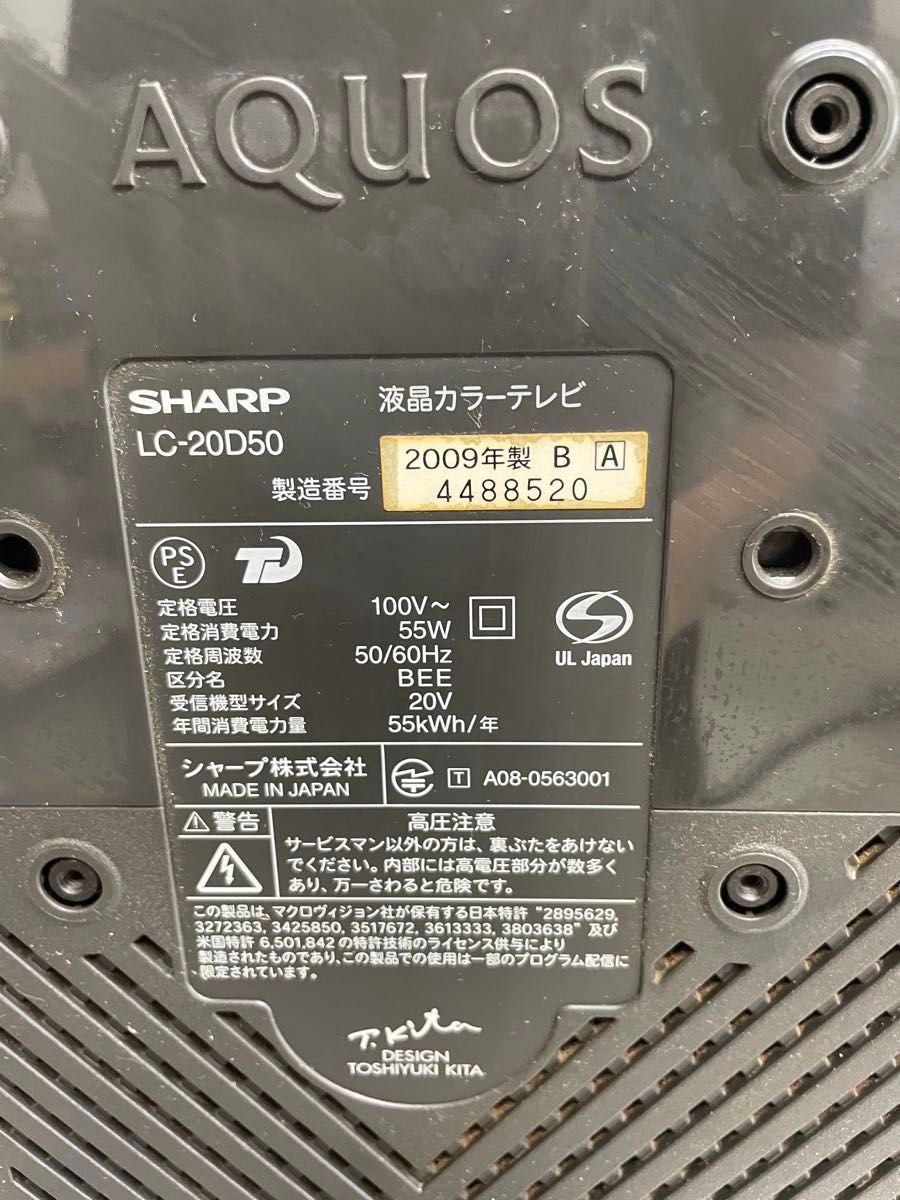 AQUOS
SHARP 液晶カラーテレビ
LC-20D50
2009年製 B A
製造番号 4488520
PS
E
定格電圧 100V～
定格消費電力 55W
定格周波数 50/60Hz
区分名 BEE
受信機型サイズ 20V
年間消費電力量 55kWh/年
UL Japan
シャープ株式会社
MADE IN JAPAN
T A08-0563001
警告
高圧注意
サービスマン以外の方は、裏ぶたをあけない
でください。内部には高電圧部分が数多く
あり、万一さわると危険です。
この製品は、マクロヴィジョン社が保有する日本特許 “2895629,
3272363, 3425850, 3517672, 3613333, 3803638” 及び
米国特許 6,501,842 の特許技術のライセンス供与により
製造されたものであり、この製品での使用は一部のプログラム配信に
限定されています。
T.Kita
DESIGN
TOSHIYUKI KITA